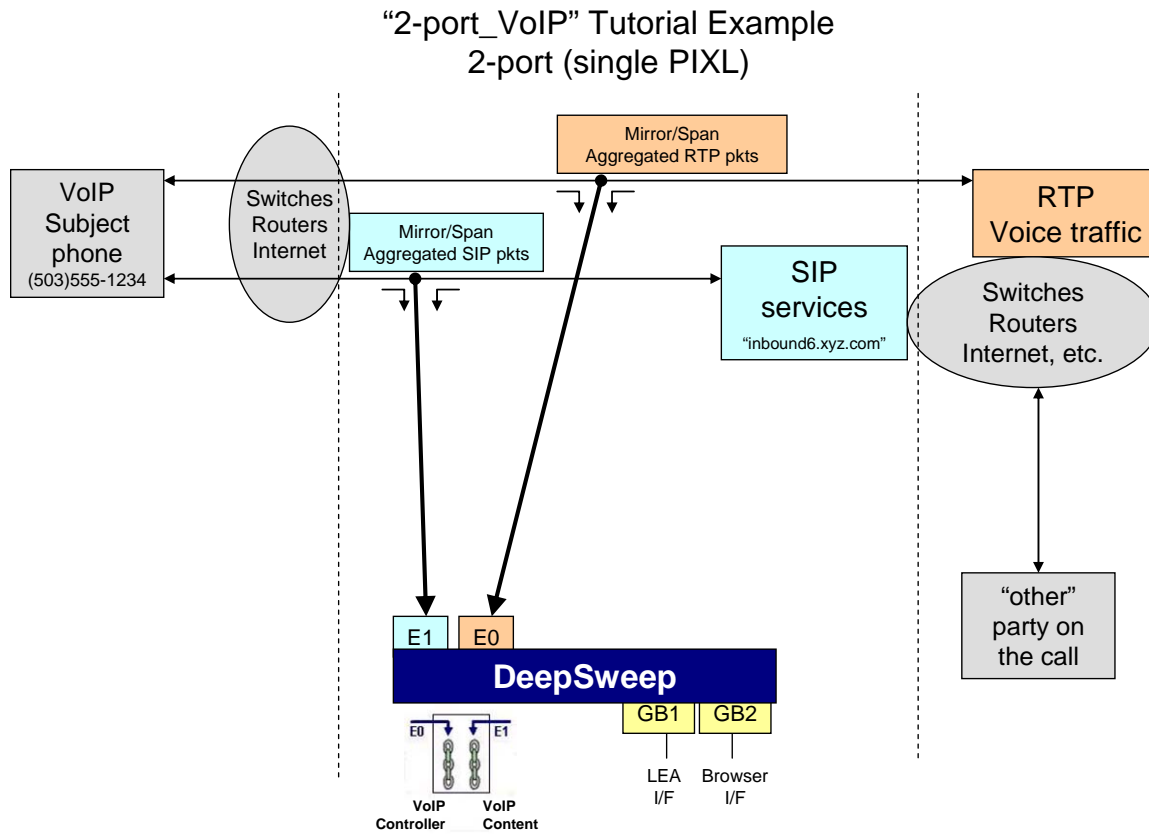 “2-port_VoIP” Tutorial Example
2-port (single PIXL)
Mirror/Span
Aggregated RTP pkts
VoIP
Subject
phone
(503)555-1234
Switches
Routers
Internet
RTP
Voice traffic
Mirror/Span
Aggregated SIP pkts
SIP
services
“inbound6.xyz.com”
Switches
Routers
Internet, etc.
“other”
party on
the call
E1
E0
DeepSweep
GB1
GB2
E0
E1
LEA
I/F
Browser
I/F
VoIP
Controller
VoIP
Content